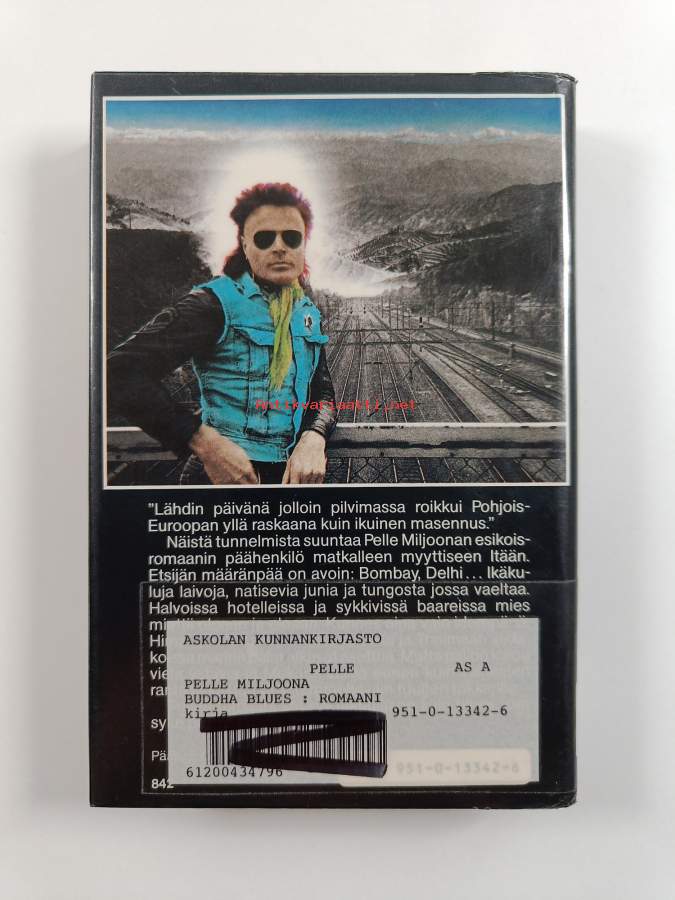 Antikvariaatti.net
"Lähdin päivänä jolloin pilvimassa roikkui Pohjois-
Euroopan yllä raskaana kuin ikuinen masennus."
Näistä tunnelmista suuntaa Pelle Miljoonan esikois-
romaanin päähenkilö matkalleen myyttiseen Itään.
Etsijän määränpää on avoin: Bombay, Delhi... Ikäku-
luja laivoja, natisevia junia ja tungosta jossa vaeltaa.
Halvoissa hotelleissa ja sykkivissä baareissa mies
ASKOLAN KUNNANKIRJASTO
PELLE AS A
PELLE MILJOONA
BUDDHA BLUES : ROMAANI
kirja 951-0-13342-6
61200434796
951-0-13342-6
842